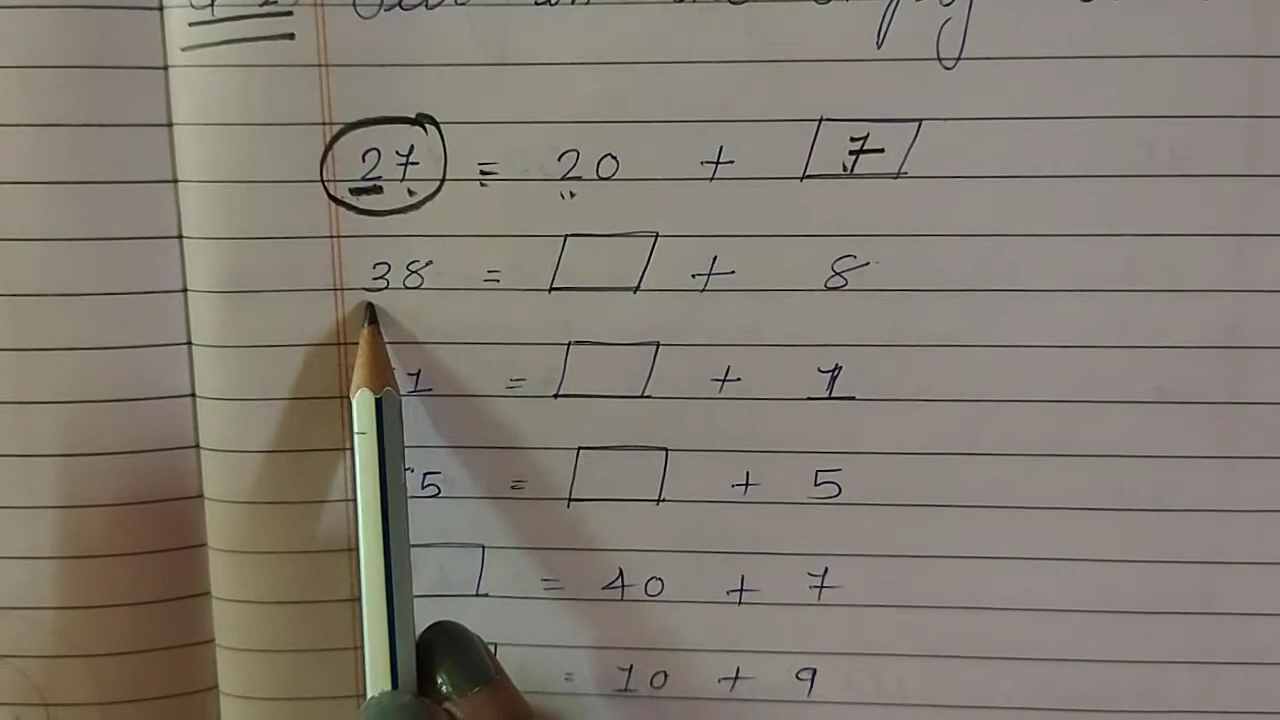 27 = 20 + 7
38 = + 8
1 = + 1
5 = + 5
= 40 + 7
= 10 + 9